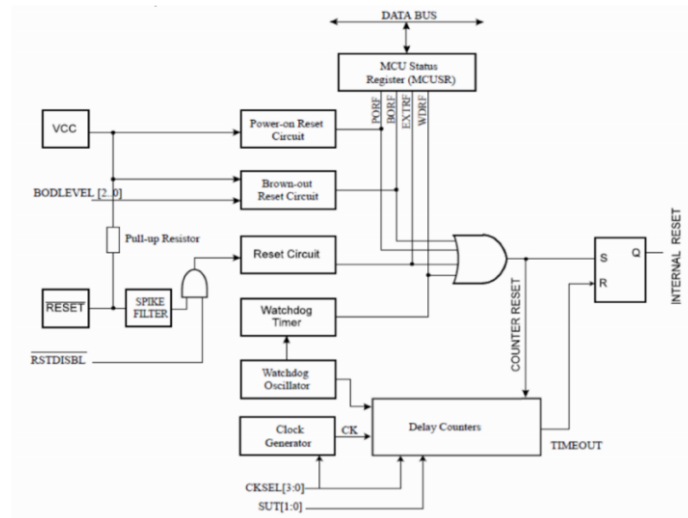 DATA BUS
MCU Status
Register (MCUSR)
PORF
BORF
EXTRF
WDRF
VCC
Power-on Reset
Circuit
BODLEVEL [2..0]
Brown-out
Reset Circuit
Pull-up Resistor
Reset Circuit
RESET
SPIKE
FILTER
RSTDISBL
Watchdog
Timer
Watchdog
Oscillator
Clock
Generator
CK
Delay Counters
CKSEL[3:0]
SUT[1:0]
COUNTER RESET
S
R
Q
INTERNAL RESET
TIMEOUT